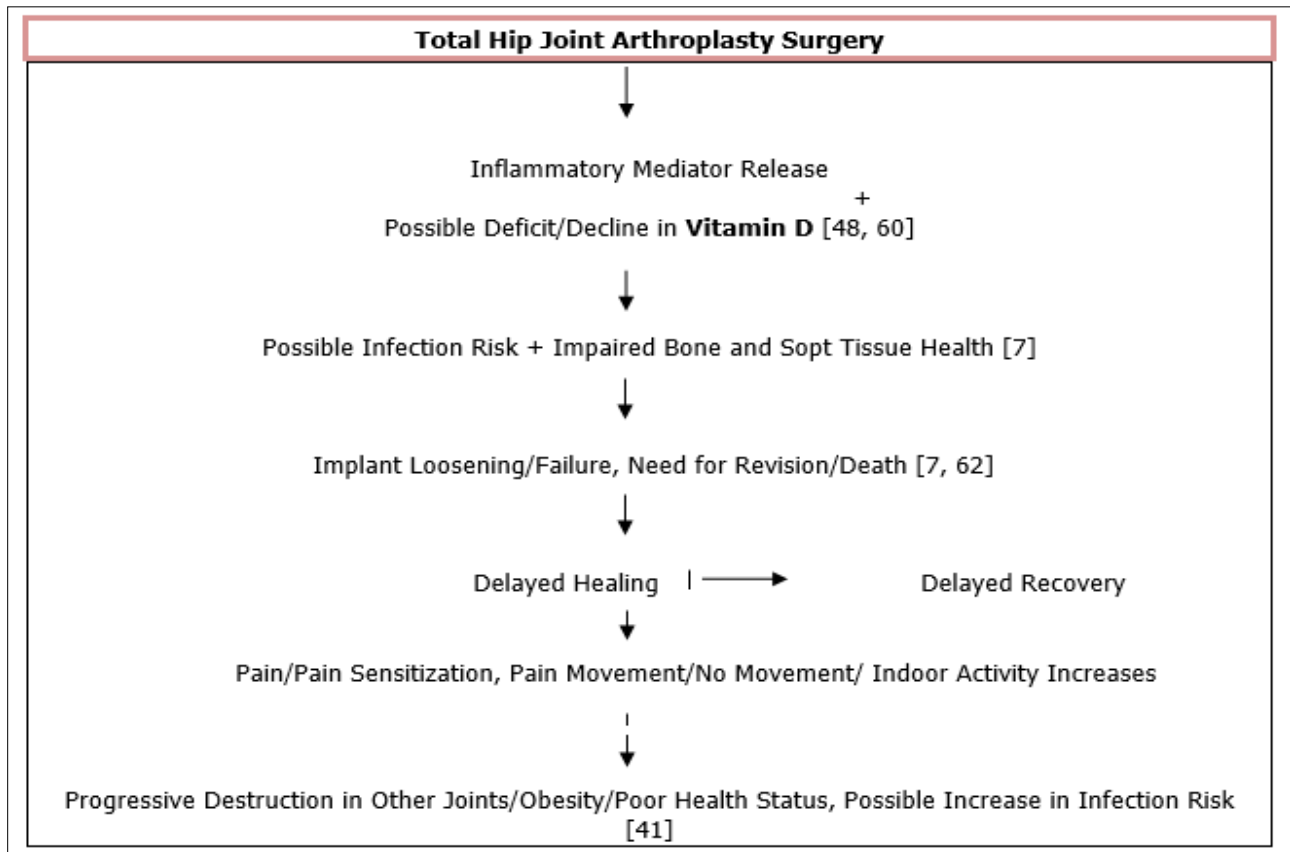 Total Hip Joint Arthroplasty Surgery
Inflammatory Mediator Release
+
Possible Deficit/Decline in Vitamin D [48, 60]
Possible Infection Risk + Impaired Bone and Sopt Tissue Health [7]
Implant Loosening/Failure, Need for Revision/Death [7, 62]
Delayed Healing Delayed Recovery
Pain/Pain Sensitization, Pain Movement/No Movement/ Indoor Activity Increases
Progressive Destruction in Other Joints/Obesity/Poor Health Status, Possible Increase in Infection Risk
[41]